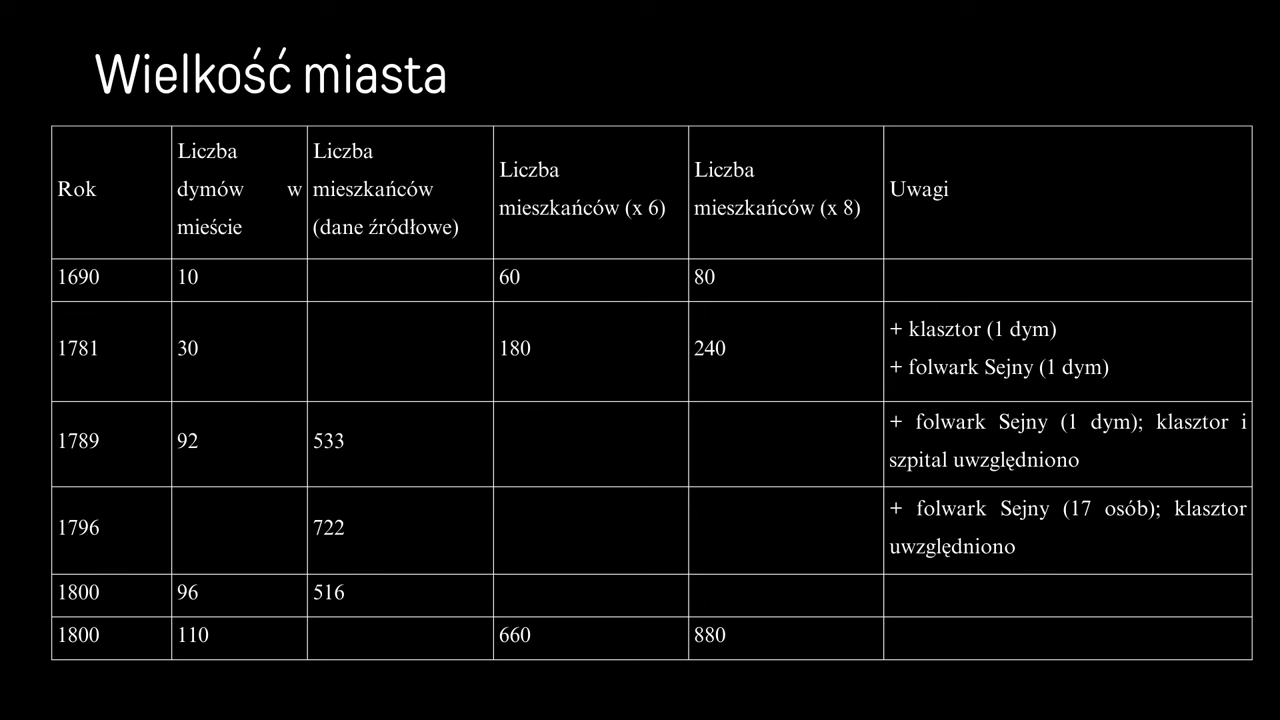 Wielkość miasta
Rok
Liczba
dymów w
mieście
Liczba
mieszkańców
(dane źródłowe)
Liczba
mieszkańców (x 6)
Liczba
mieszkańców (x 8)
Uwagi
1690 10 60 80
1781 30 180 240
+ klasztor (1 dym)
+ folwark Sejny (1 dym)
1789 92 533
+ folwark Sejny (1 dym); klasztor i
szpital uwzględniono
1796 722
+ folwark Sejny (17 osób); klasztor
uwzględniono
1800 96 516
1800 110 660 880